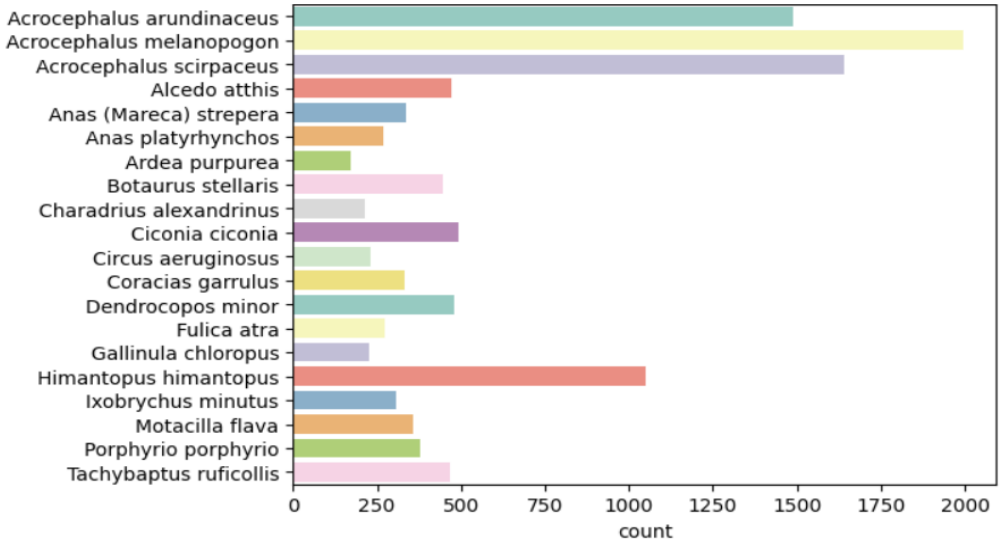 Acrocephalus arundinaceus
Acrocephalus melanopogon
Acrocephalus scirpaceus
Alcedo atthis
Anas (Mareca) strepera
Anas platyrhynchos
Ardea purpurea
Botaurus stellaris
Charadrius alexandrinus
Ciconia ciconia
Circus aeruginosus
Coracias garrulus
Dendrocopos minor
Fulica atra
Gallinula chloropus
Himantopus himantopus
Ixobrychus minutus
Motacilla flava
Porphyrio porphyrio
Tachybaptus ruficollis
0 250 500 750 1000 1250 1500 1750 2000
count